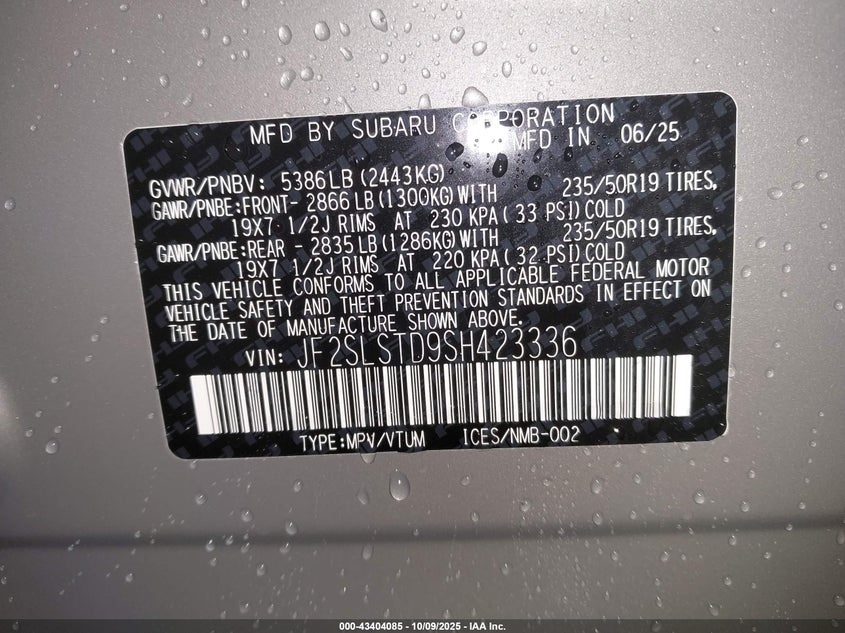 MFD BY SUBARU CORPORATION
MFD IN 06/25
GVWR/PNBV: 5386LB(2443KG)
GAWR/PNBE:FRONT- 2866LB(1300KG)WITH 235/50R19 TIRES,
19X7 1/2J RIMS AT 230 KPA(33 PSI)COLD
GAWR/PNBE:REAR - 2835LB(1286KG)WITH 235/50R19 TIRES,
19X7 1/2J RIMS AT 220 KPA(32 PSI)COLD
THIS VEHICLE CONFORMS TO ALL APPLICABLE FEDERAL MOTOR
VEHICLE SAFETY AND THEFT PREVENTION STANDARDS IN EFFECT ON
THE DATE OF MANUFACTURE SHOWN ABOVE.
VIN: JF2SLSTD9SH423336
TYPE:MPV/VTUM ICES/NMB-002
000-43404085 - 10/09/2025 - IAA Inc.